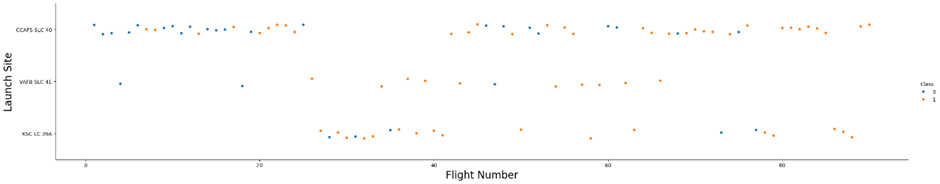 CCAFS SLC 40
VAFB SLC 4E
KSC LC 39A
Launch Site
0
20
40
60
80
Flight Number
Class
0
1